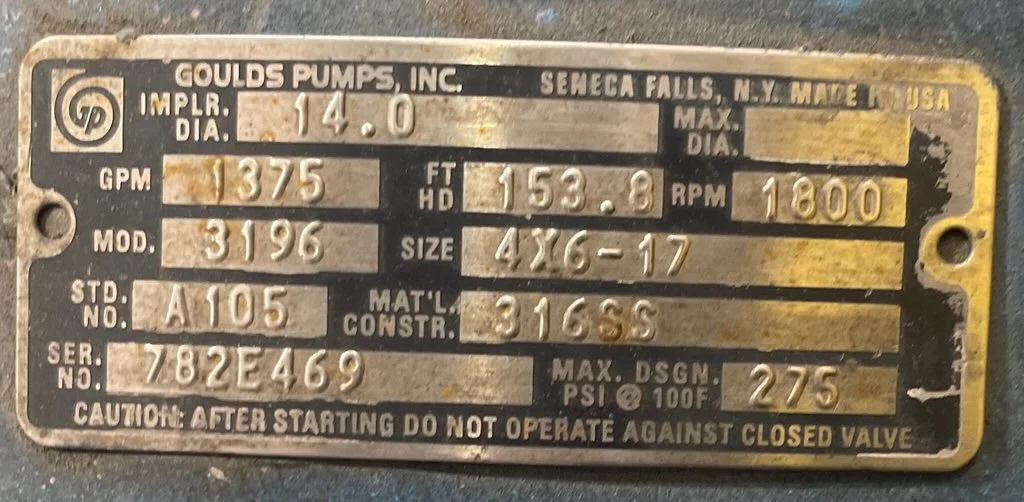 GOULDS PUMPS, INC. SENECA FALLS, N.Y. MADE IN USA
IMPLR. DIA. 14.0 MAX. DIA.
GPM 1375 FT HD 153.8 RPM 1800
MOD. 3196 SIZE 4X6-17
STD. NO. A105 MAT'L. CONSTR. 316SS
SER. NO. 782E469 MAX. DSGN. PSI @ 100F 275
CAUTION: AFTER STARTING DO NOT OPERATE AGAINST CLOSED VALVE